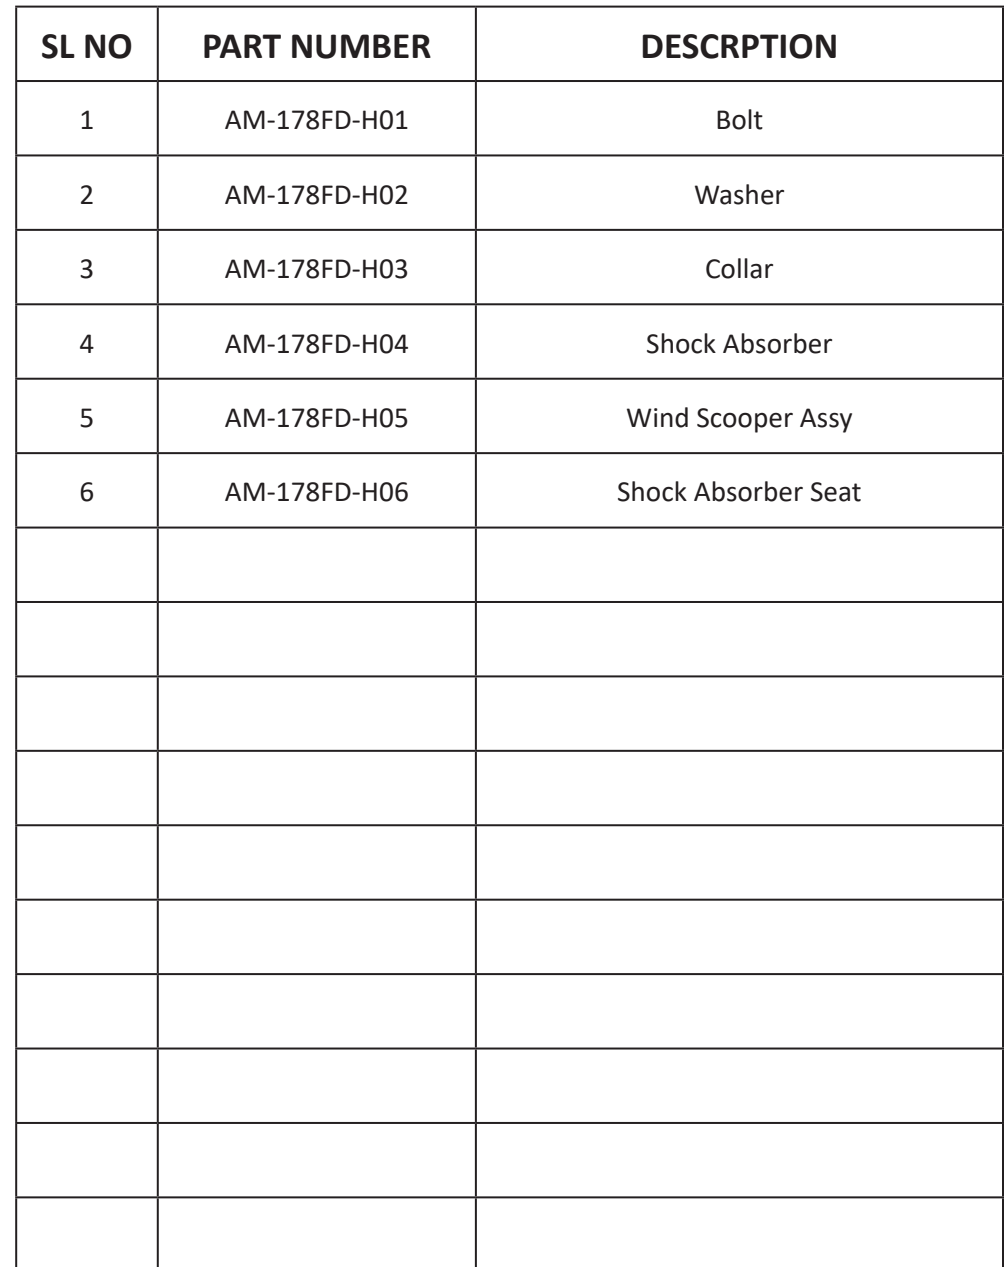 SL NO PART NUMBER DESCRPTION
1 AM-178FD-H01 Bolt
2 AM-178FD-H02 Washer
3 AM-178FD-H03 Collar
4 AM-178FD-H04 Shock Absorber
5 AM-178FD-H05 Wind Scooper Assy
6 AM-178FD-H06 Shock Absorber Seat